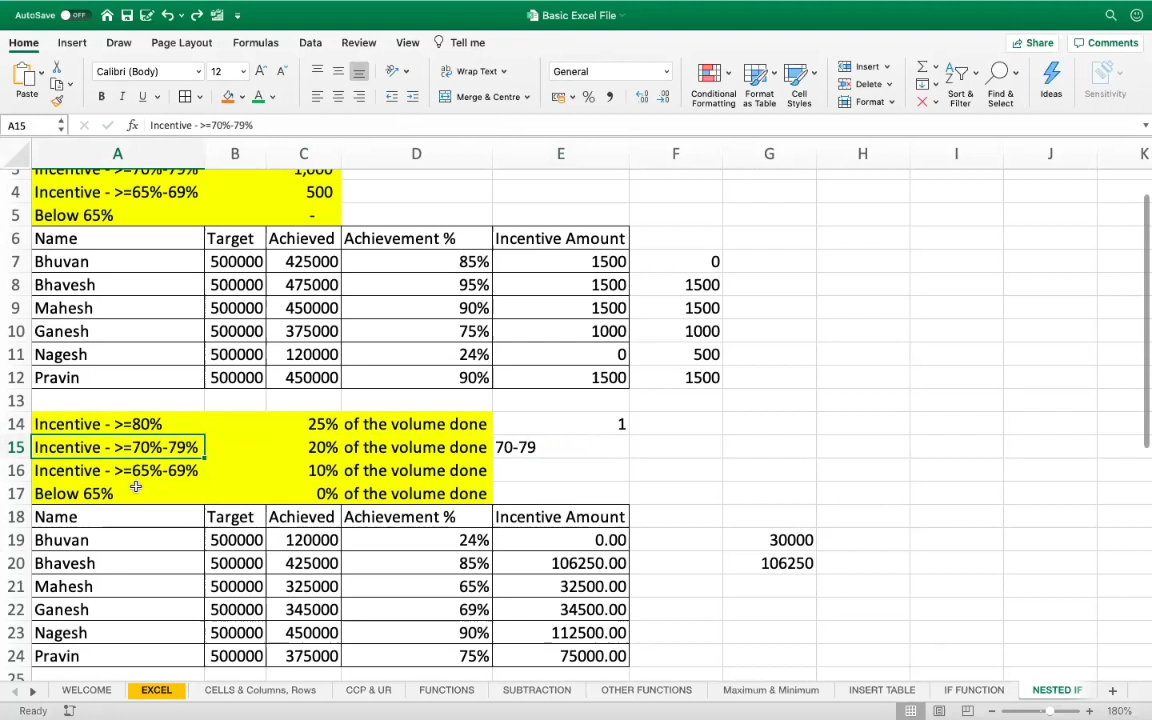 AutoSave OFF Basic Excel File
Home Insert Draw Page Layout Formulas Data Review View Tell me Share Comments
Paste Calibri (Body) 12 A^ A˅ Wrap Text General Insert
B I U A Merge & Centre % , Conditional Formatting Format as Table Cell Styles Delete Format Sort & Filter Find & Select Ideas Sensitivity
A15 fx Incentive - >=70%-79%
A B C D E F G H I J K
3 Incentive - >=70%-79% 1,000
4 Incentive - >=65%-69% 500
5 Below 65% -
6 Name Target Achieved Achievement % Incentive Amount
7 Bhuvan 500000 425000 85% 1500 0
8 Bhavesh 500000 475000 95% 1500 1500
9 Mahesh 500000 450000 90% 1500 1500
10 Ganesh 500000 375000 75% 1000 1000
11 Nagesh 500000 120000 24% 0 500
12 Pravin 500000 450000 90% 1500 1500
13
14 Incentive - >=80% 25% of the volume done 1
15 Incentive - >=70%-79% 20% of the volume done 70-79
16 Incentive - >=65%-69% 10% of the volume done
17 Below 65% 0% of the volume done
18 Name Target Achieved Achievement % Incentive Amount
19 Bhuvan 500000 120000 24% 0.00 30000
20 Bhavesh 500000 425000 85% 106250.00 106250
21 Mahesh 500000 325000 65% 32500.00
22 Ganesh 500000 345000 69% 34500.00
23 Nagesh 500000 450000 90% 112500.00
24 Pravin 500000 375000 75% 75000.00
25
WELCOME EXCEL CELLS & Columns, Rows CCP & UR FUNCTIONS SUBTRACTION OTHER FUNCTIONS Maximum & Minimum INSERT TABLE IF FUNCTION NESTED IF +
Ready 180%